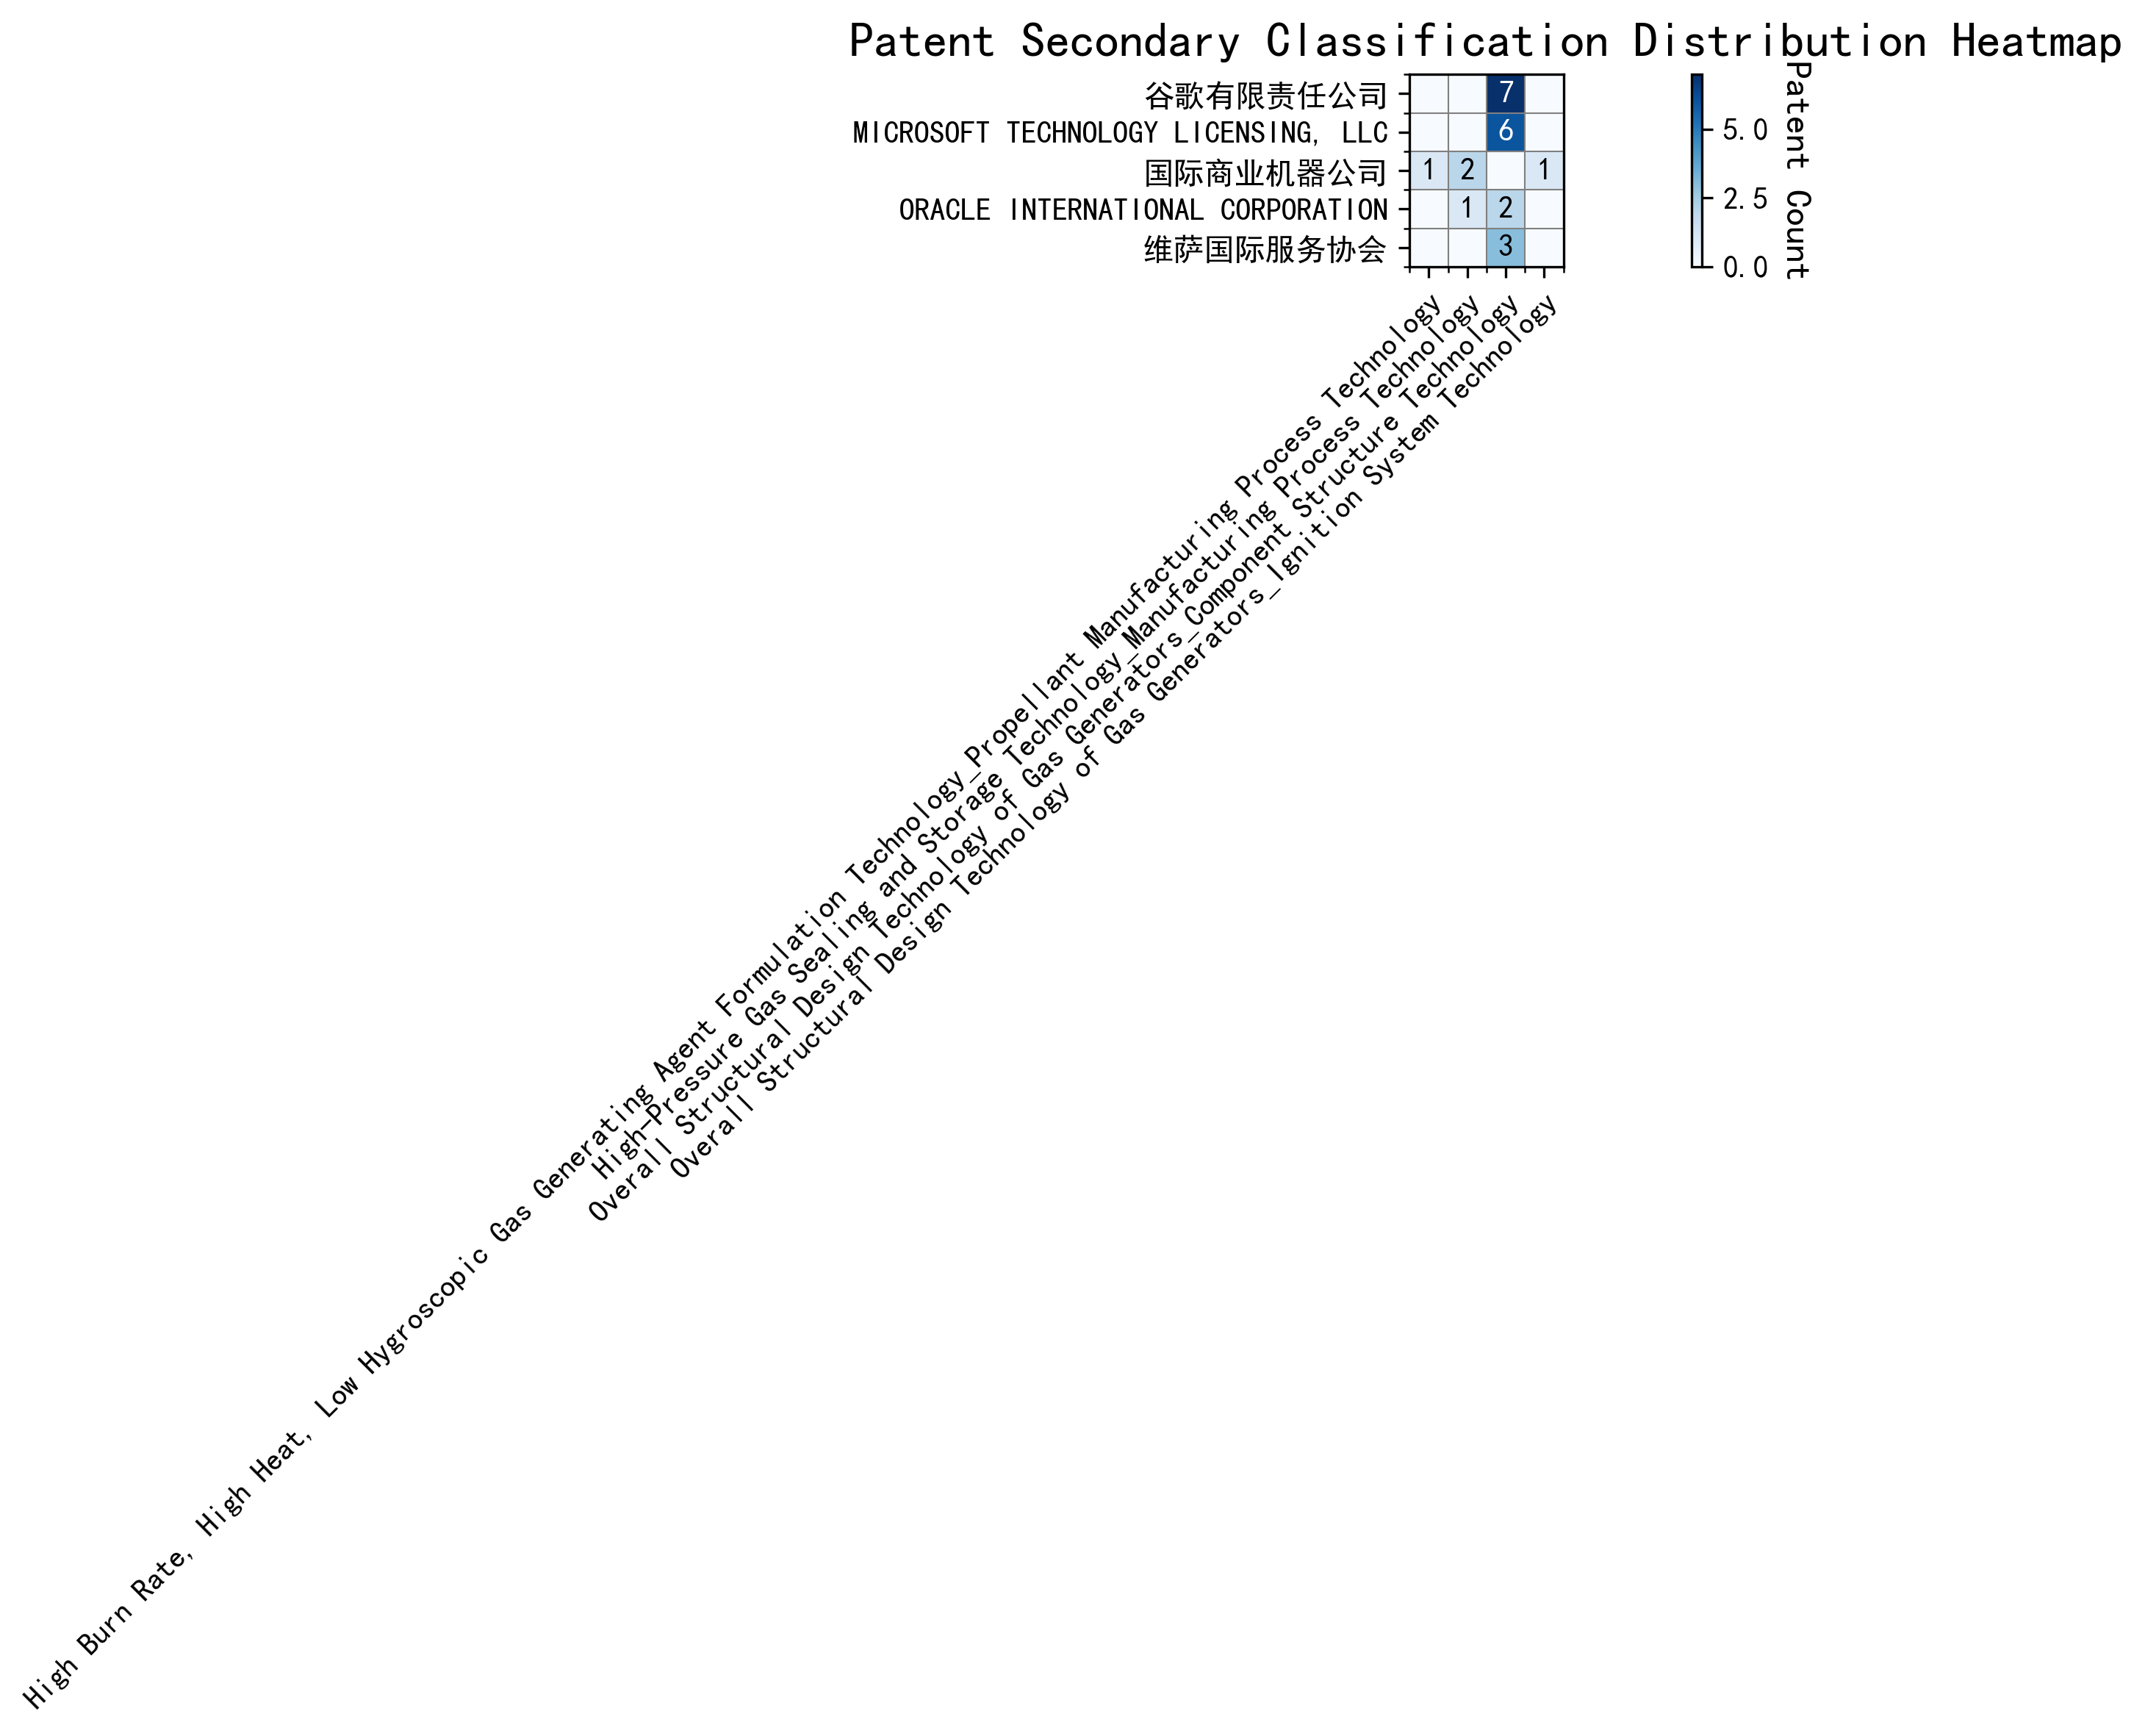 Patent Secondary Classification Distribution Heatmap
谷歌有限责任公司
7
MICROSOFT TECHNOLOGY LICENSING, LLC
6
国际商业机器公司
1 2 1
ORACLE INTERNATIONAL CORPORATION
1 2
维萨国际服务协会
3
5.0
2.5
0.0
Patent Count
High Burn Rate, High Heat, Low Hygroscopic Gas Generating Agent Formulation Technology_Propellant Manufacturing Process Technology
High-Pressure Gas Sealing and Storage Technology_Manufacturing Process Technology
Overall Structural Design Technology of Gas Generators_Component Structure Technology
Overall Structural Design Technology of Gas Generators_Ignition System Technology